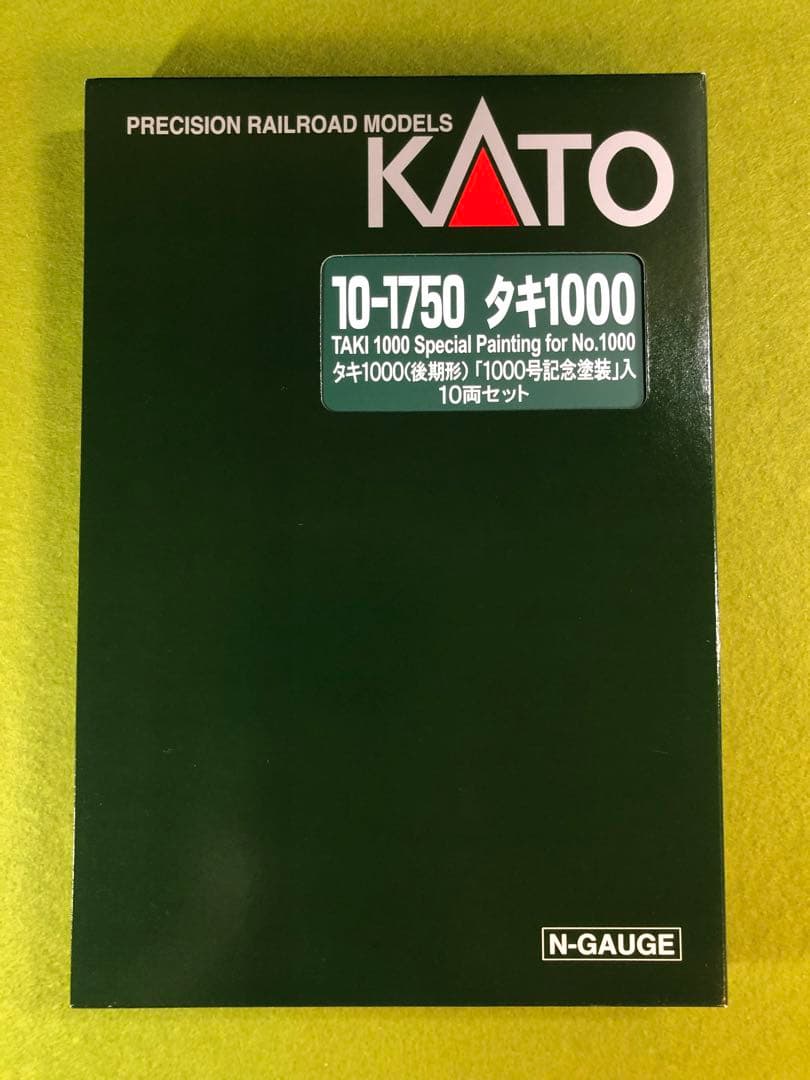 PRECISION RAILROAD MODELS
KATO
10-1750 タキ1000
TAKI 1000 Special Painting for No.1000
タキ1000(後期形)「1000号記念塗装」入
10両セット
N-GAUGE